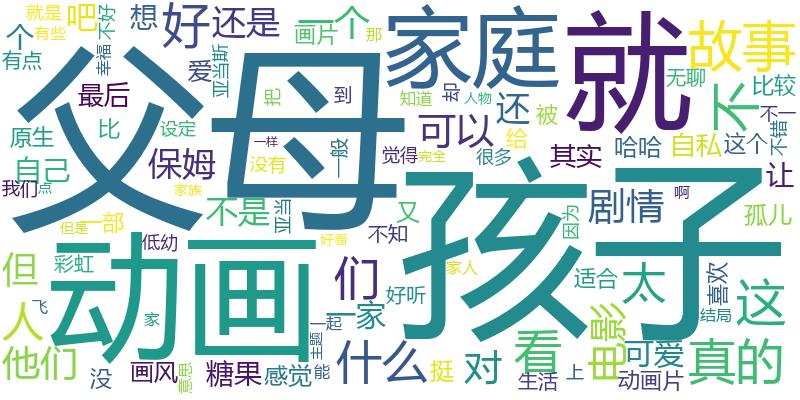 就是
有些
不好
吧
想
好
还是
一个
画片
那
家庭
就
故事
个
有点
幸福
爱
亚当斯
父母
最后
把
到
知道
却
人物
还
被
无聊
比较
不
不一
不错
原生
比
设定
一样
没有
一般
可以
觉得
完全
给
很多
其实
哈哈
自私
这个
让
自己
保姆
我们
点
家族
孩子
因为
啊
但是
一部
不是
亚当
又
剧情
孤儿
低幼
好看
不知
动画
但
彩虹
们
家人
适合
太
喜欢
这
人
飞
家
主题
一起
一家
好听
结局
电影
他们
没
画风
意思
糖果
感觉
能
什么
挺
对
看
生活
上
可爱
动画片
真的